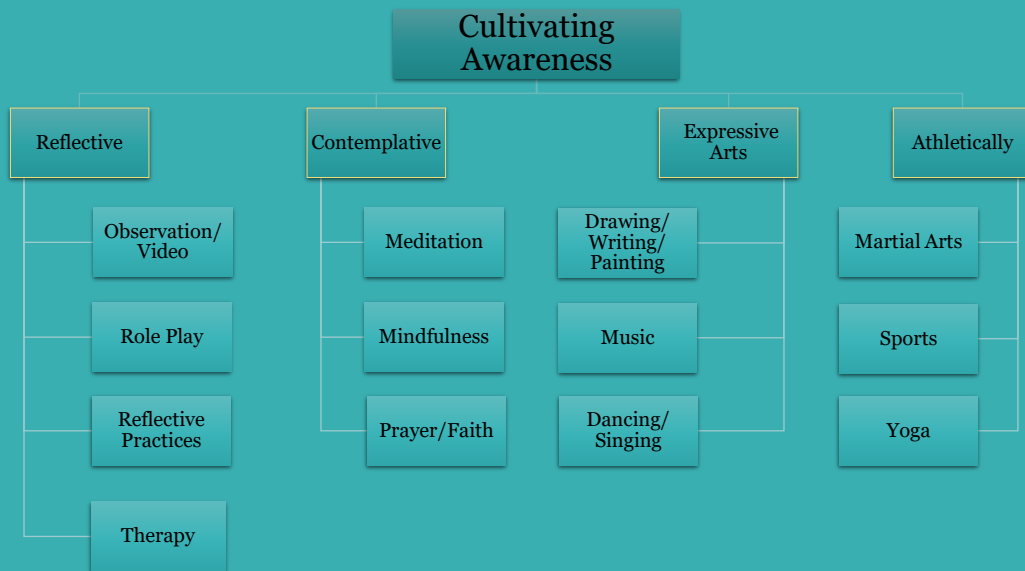 Cultivating
Awareness
Reflective
Observation/
Video
Role Play
Reflective
Practices
Therapy
Contemplative
Meditation
Mindfulness
Prayer/Faith
Expressive
Arts
Drawing/
Writing/
Painting
Music
Dancing/
Singing
Athletically
Martial Arts
Sports
Yoga